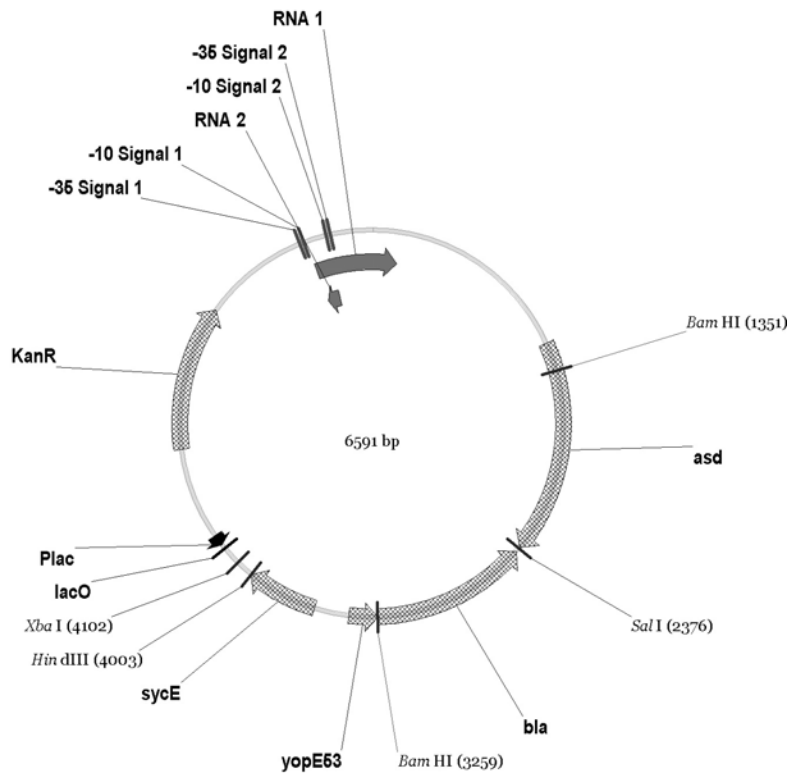 RNA 1
-35 Signal 2
-10 Signal 2
RNA 2
-10 Signal 1
-35 Signal 1
Bam HI (1351)
KanR
6591 bp
asd
Plac
lacO
Xba I (4102)
Sal I (2376)
Hin dIII (4003)
sycE
bla
yopE53
Bam HI (3259)